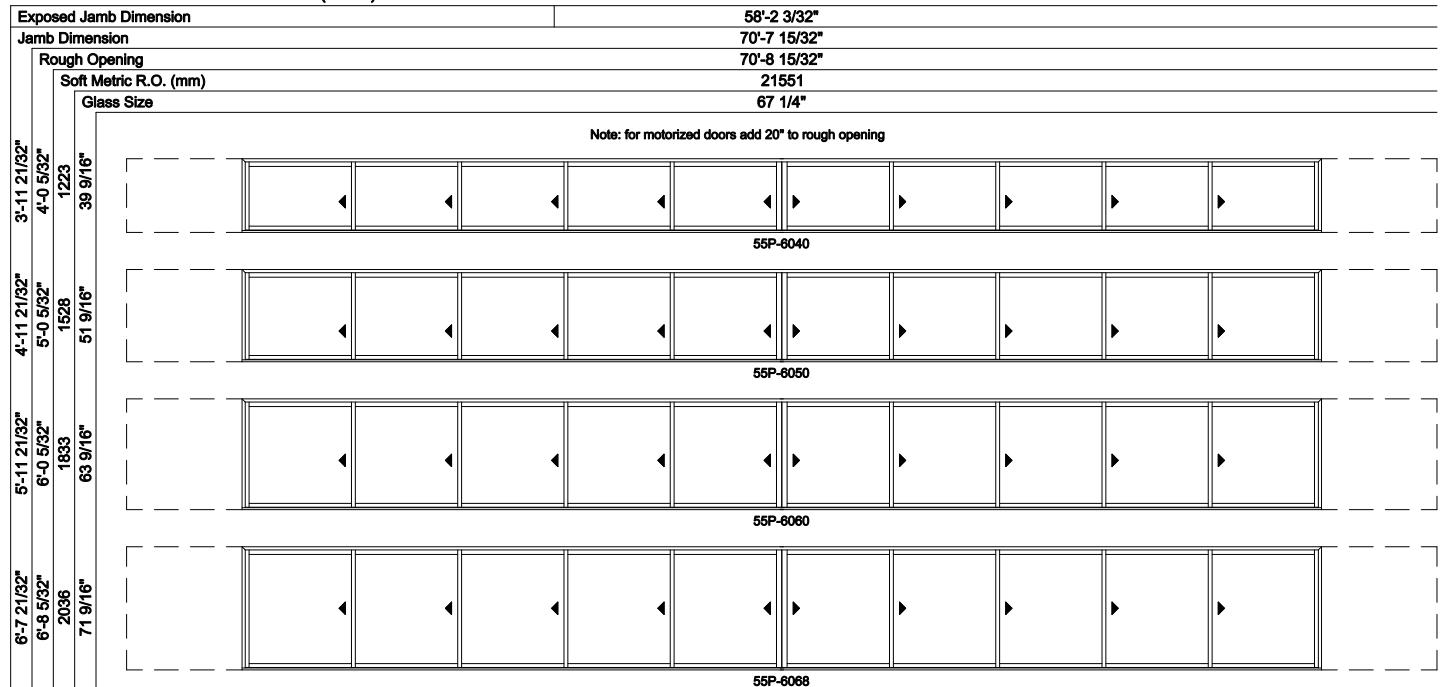 Exposed Jamb Dimension 58'-2 3/32"
Jamb Dimension 70'-7 15/32"
Rough Opening 70'-8 15/32"
Soft Metric R.O. (mm) 21551
Glass Size 67 1/4"
Note: for motorized doors add 20" to rough opening
3'-11 21/32"
4'-0 5/32"
1223
39 9/16"
55P-6040
4'-11 21/32"
5'-0 5/32"
1528
51 9/16"
55P-6050
5'-11 21/32"
6'-0 5/32"
1833
63 9/16"
55P-6060
6'-7 21/32"
6'-8 5/32"
2036
71 9/16"
55P-6068